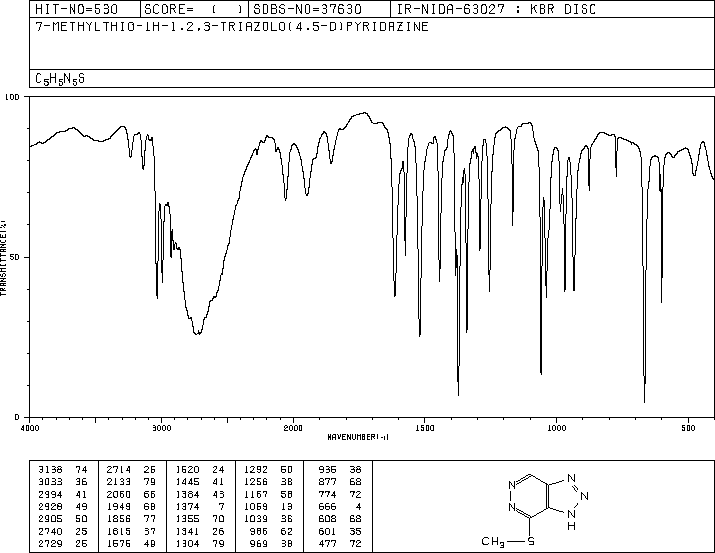 HIT-NO=530 SCORE= ( ) SDBS-NO=37630 IR-NIDA-63027 : KBR DISC
7-METHYLTHIO-1H-1,2,3-TRIAZOLO(4,5-D)PYRIDAZINE
C5H5N5S
100
50
0
TRANSMITTANCE(%)
4000 3000 2000 1500 1000 500
WAVENUMBER(-1)
3138 74 2714 26 1520 24 1292 50 935 38
3033 36 2133 79 1445 41 1256 38 877 68
2994 41 2060 66 1384 43 1167 58 774 72
2928 49 1949 68 1374 7 1059 13 666 4
2905 50 1856 77 1355 70 1039 36 608 68
2740 25 1615 37 1341 26 986 62 601 35
2729 25 1575 49 1304 79 969 38 477 72
N N N N N H
CH3 S